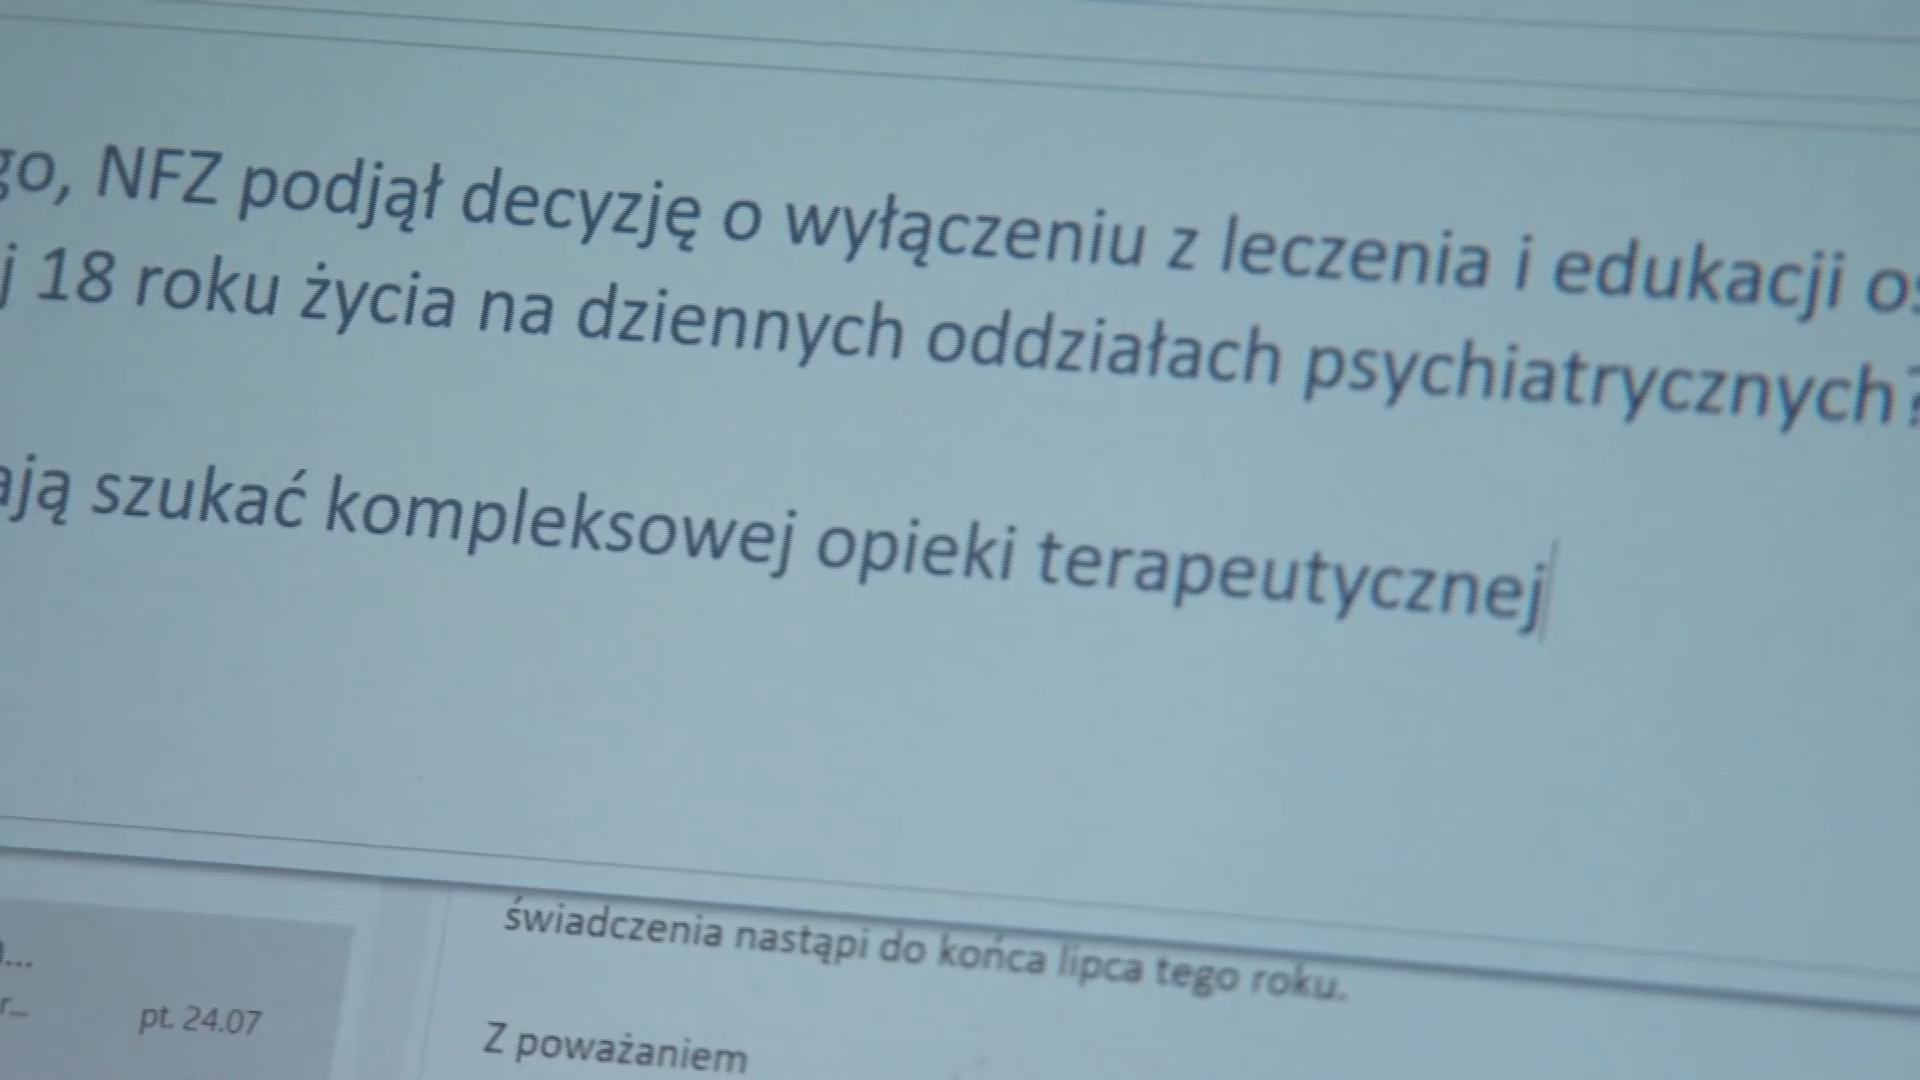 go, NFZ podjął decyzję o wyłączeniu z leczenia i edukacji
j 18 roku życia na dziennych oddziałach psychiatrycznych?
ają szukać kompleksowej opieki terapeutycznej
świadczenia nastąpi do końca lipca tego roku.
pt. 24.07
Z poważaniem